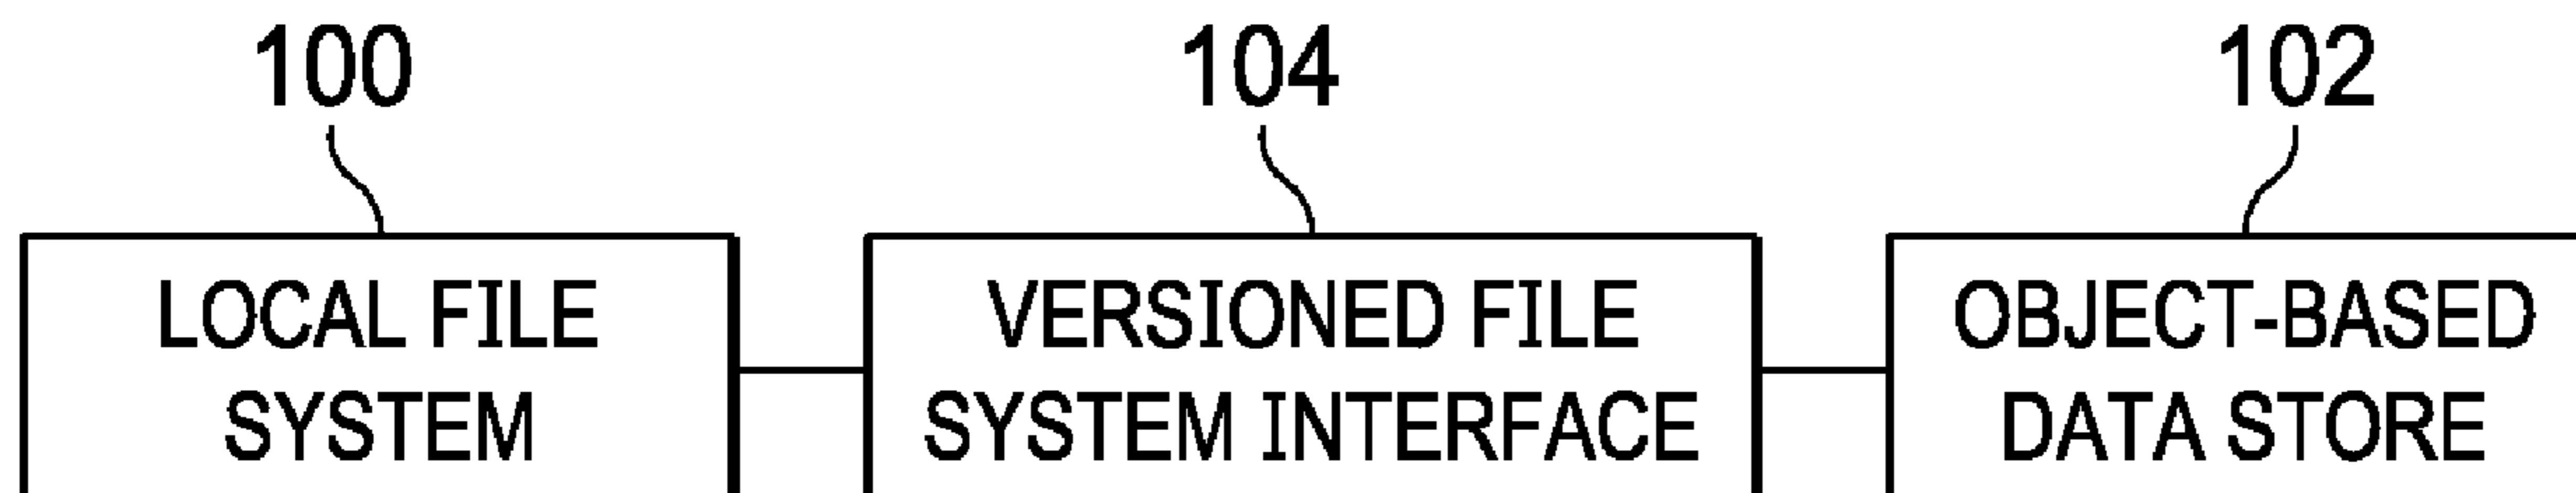 100
104
102
LOCAL FILE
SYSTEM
VERSIONED FILE
SYSTEM INTERFACE
OBJECT-BASED
DATA STORE